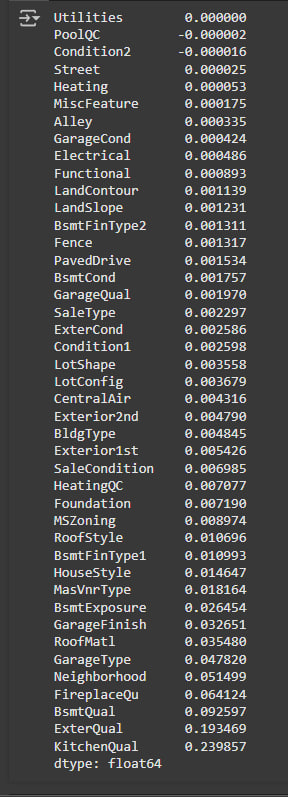 Utilities 0.000000
PoolQC -0.000002
Condition2 -0.000016
Street 0.000025
Heating 0.000053
MiscFeature 0.000175
Alley 0.000335
GarageCond 0.000424
Electrical 0.000486
Functional 0.000893
LandContour 0.001139
LandSlope 0.001231
BsmtFinType2 0.001311
Fence 0.001317
PavedDrive 0.001534
BsmtCond 0.001757
GarageQual 0.001970
SaleType 0.002297
ExterCond 0.002586
Condition1 0.002598
LotShape 0.003558
LotConfig 0.003679
CentralAir 0.004316
Exterior2nd 0.004790
BldgType 0.004845
Exterior1st 0.005426
SaleCondition 0.006985
HeatingQC 0.007077
Foundation 0.007190
MSZoning 0.008974
RoofStyle 0.010696
BsmtFinType1 0.010993
HouseStyle 0.014647
MasVnrType 0.018164
BsmtExposure 0.026454
GarageFinish 0.032651
RoofMatl 0.035480
GarageType 0.047820
Neighborhood 0.051499
FireplaceQu 0.064124
BsmtQual 0.092597
ExterQual 0.193469
KitchenQual 0.239857
dtype: float64